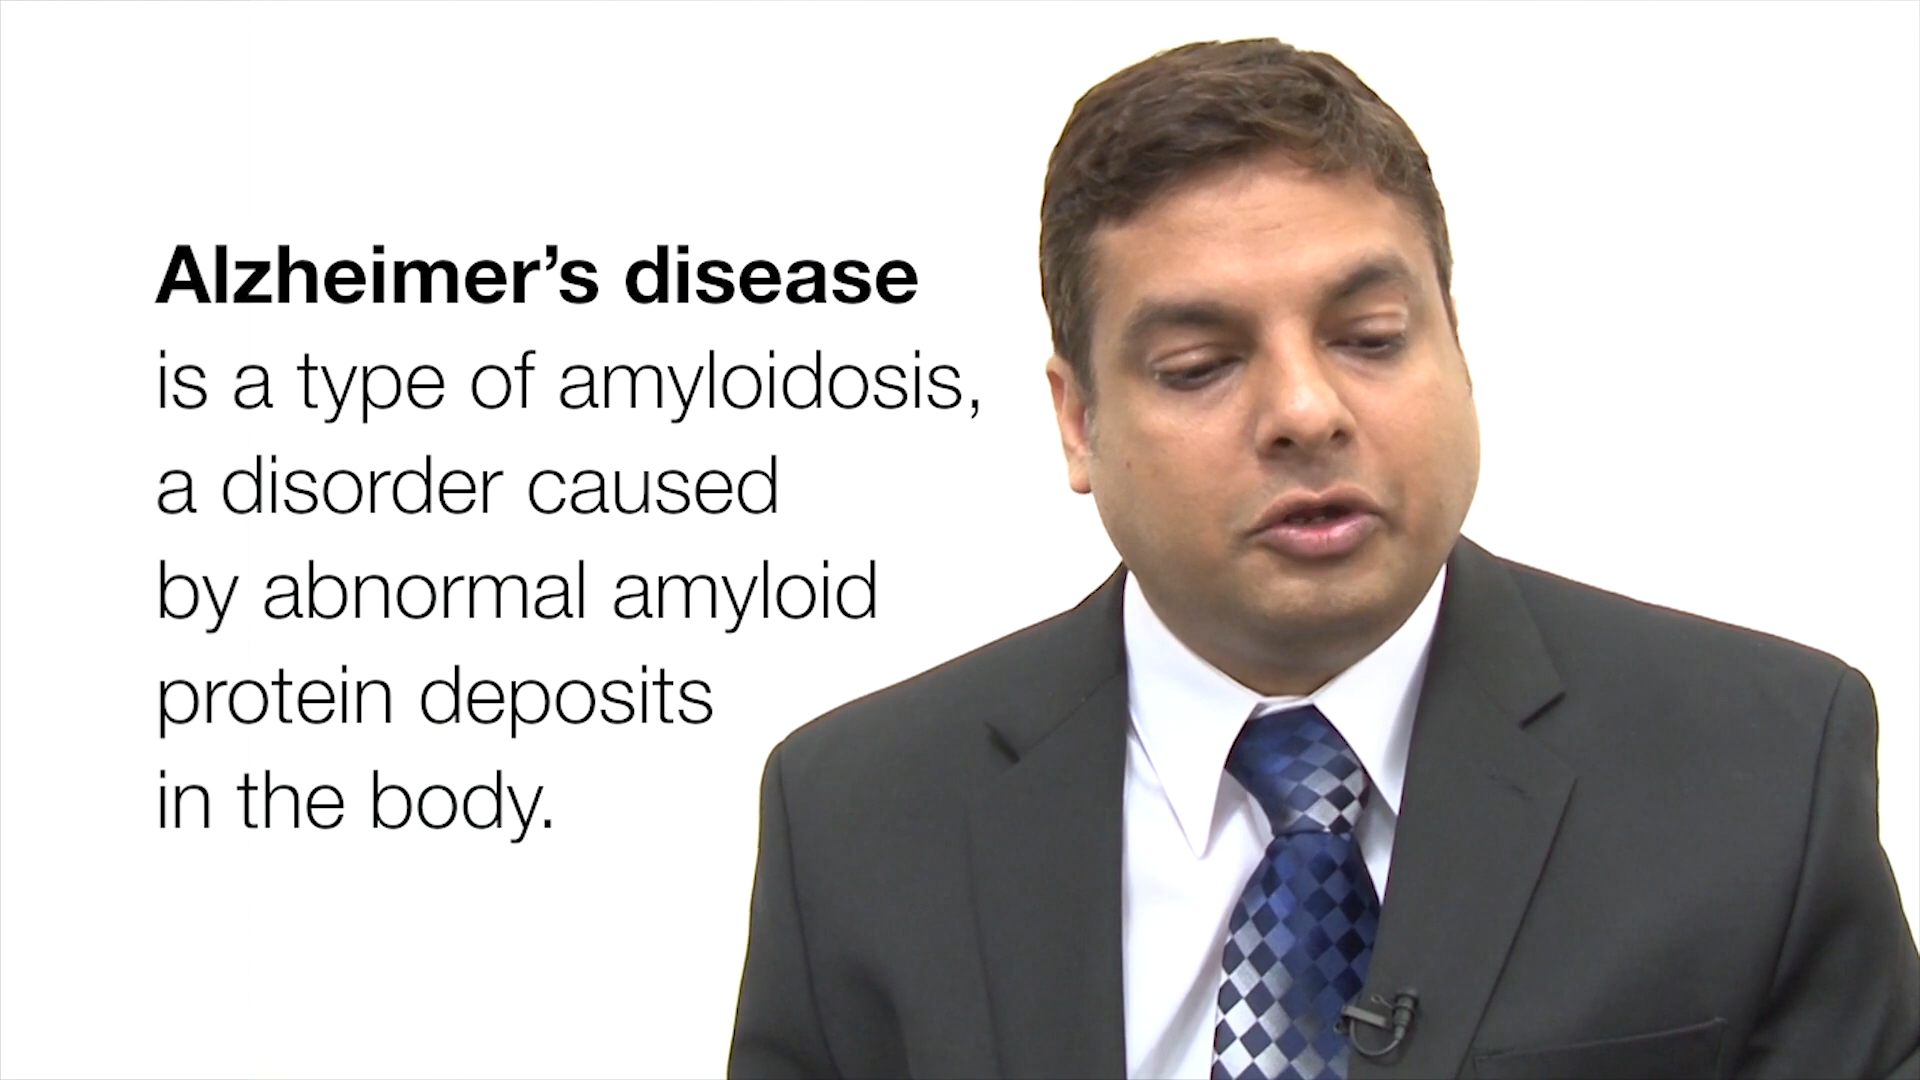 Alzheimer’s disease
is a type of amyloidosis,
a disorder caused
by abnormal amyloid
protein deposits
in the body.